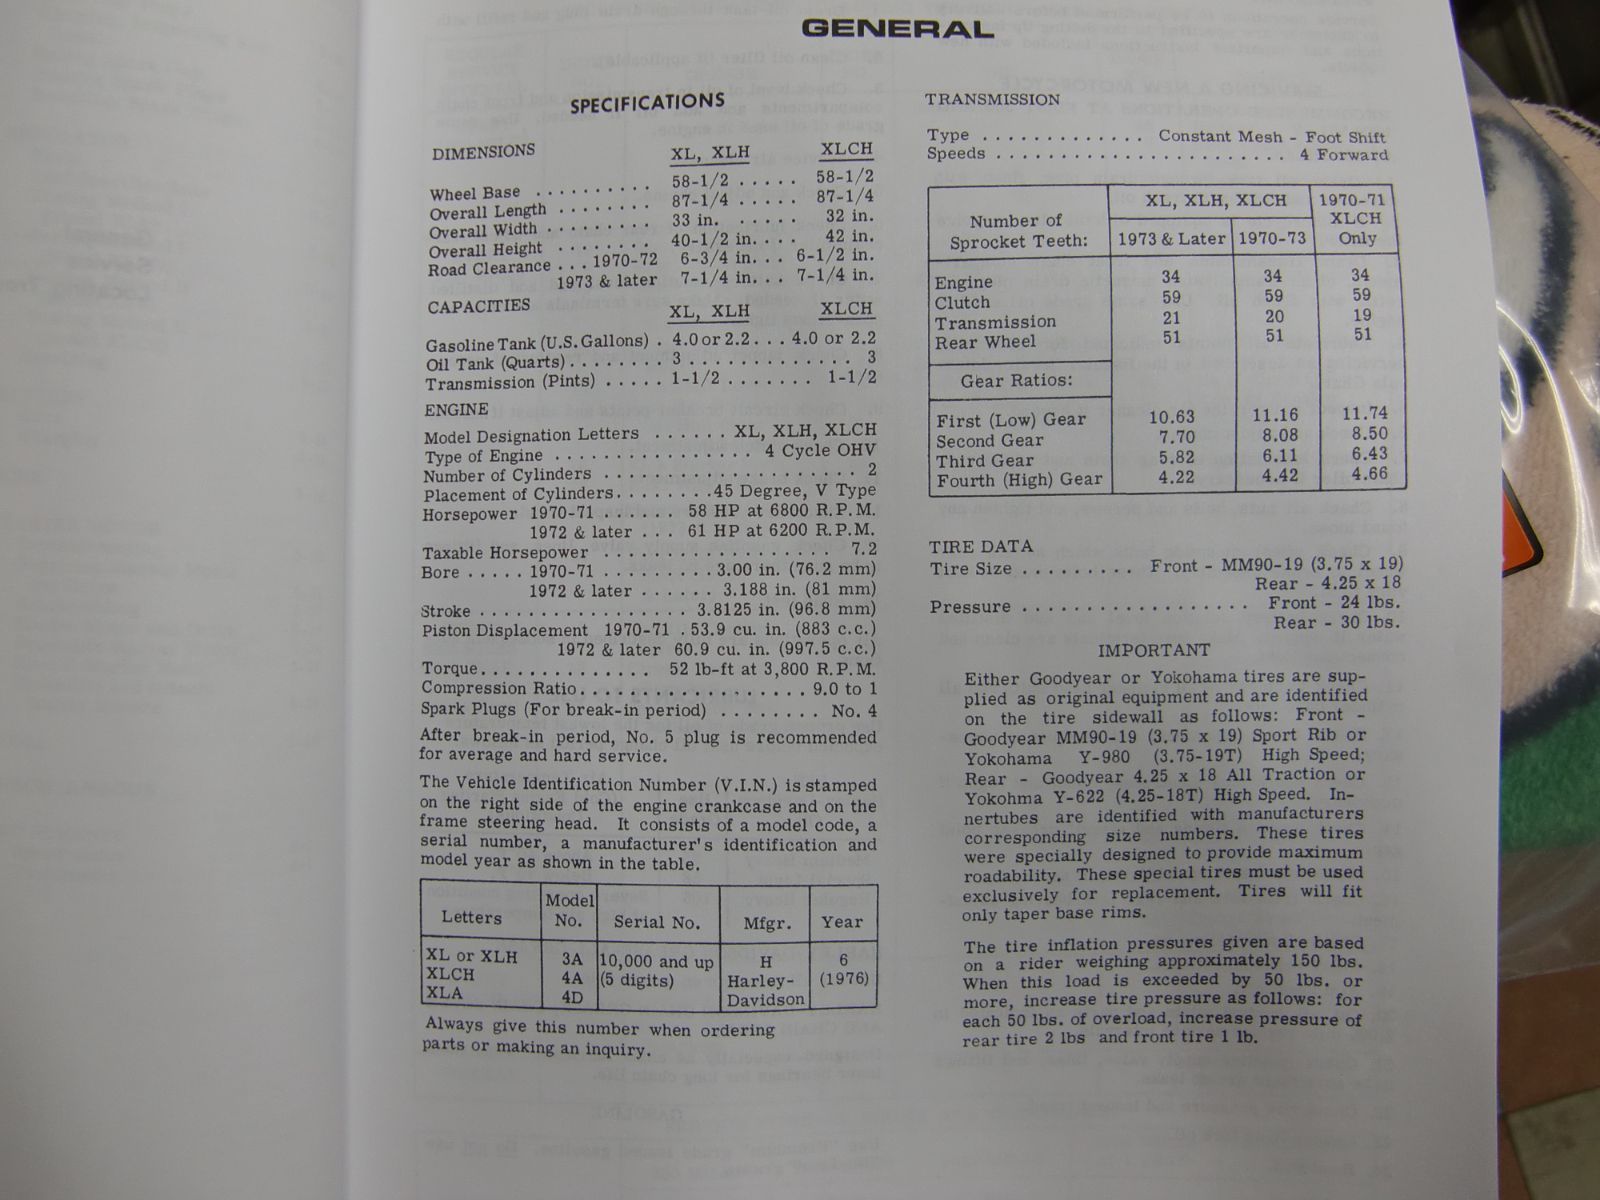 GENERAL
SPECIFICATIONS
DIMENSIONS XL, XLH XLCH
Wheel Base . . . . . . . . . . 58-1/2 . . . . . 58-1/2
Overall Length . . . . . . . . 87-1/4 . . . . . 87-1/4
Overall Width . . . . . . . . . 33 in. . . . . . 32 in.
Overall Height . . . . . . . . 40-1/2 in. . . . 42 in.
Road Clearance . . . 1970-72 6-3/4 in. . . 6-1/2 in.
1973 & later 7-1/4 in. . . 7-1/4 in.
CAPACITIES XL, XLH XLCH
Gasoline Tank (U.S. Gallons) . 4.0 or 2.2. . . 4.0 or 2.2
Oil Tank (Quarts) . . . . . . . . 3 . . . . . . . . . . . . . 3
Transmission (Pints) . . . . . 1-1/2 . . . . . . . 1-1/2
ENGINE
Model Designation Letters . . . . . . XL, XLH, XLCH
Type of Engine . . . . . . . . . . . . . . . . 4 Cycle OHV
Number of Cylinders . . . . . . . . . . . . . . . . . . . . 2
Placement of Cylinders. . . . . . . .45 Degree, V Type
Horsepower 1970-71 . . . . . . 58 HP at 6800 R.P.M.
1972 & later . . . 61 HP at 6200 R.P.M.
Taxable Horsepower . . . . . . . . . . . . . . . . . . 7.2
Bore . . . . . 1970-71 . . . . . . . . . 3.00 in. (76.2 mm)
1972 & later . . . . . . 3.188 in. (81 mm)
Stroke . . . . . . . . . . . . . . . . . 3.8125 in. (96.8 mm)
Piston Displacement 1970-71 . 53.9 cu. in. (883 c.c.)
1972 & later 60.9 cu. in. (997.5 c.c.)
Torque. . . . . . . . . . . . . . 52 lb-ft at 3,800 R.P.M.
Compression Ratio. . . . . . . . . . . . . . . . . . 9.0 to 1
Spark Plugs (For break-in period) . . . . . . . . No. 4
After break-in period, No. 5 plug is recommended
for average and hard service.
The Vehicle Identification Number (V.I.N.) is stamped
on the right side of the engine crankcase and on the
frame steering head. It consists of a model code, a
serial number, a manufacturer's identification and
model year as shown in the table.
Letters Model No. Serial No. Mfgr. Year
XL or XLH 3A 10,000 and up H 6
XLCH 4A (5 digits) Harley- (1976)
XLA 4D Davidson
Always give this number when ordering
parts or making an inquiry.
TRANSMISSION
Type . . . . . . . . . . . . . Constant Mesh - Foot Shift
Speeds . . . . . . . . . . . . . . . . . . . . . . . 4 Forward
Number of Sprocket Teeth: XL, XLH, XLCH 1970-71 XLCH Only
1973 & Later 1970-73
Engine 34 34 34
Clutch 59 59 59
Transmission 21 20 19
Rear Wheel 51 51 51
Gear Ratios:
First (Low) Gear 10.63 11.16 11.74
Second Gear 7.70 8.08 8.50
Third Gear 5.82 6.11 6.43
Fourth (High) Gear 4.22 4.42 4.66
TIRE DATA
Tire Size . . . . . . . . . Front - MM90-19 (3.75 x 19)
Rear - 4.25 x 18
Pressure . . . . . . . . . . . . . . . . . . Front - 24 lbs.
Rear - 30 lbs.
IMPORTANT
Either Goodyear or Yokohama tires are sup-
plied as original equipment and are identified
on the tire sidewall as follows: Front -
Goodyear MM90-19 (3.75 x 19) Sport Rib or
Yokohama Y-980 (3.75-19T) High Speed;
Rear - Goodyear 4.25 x 18 All Traction or
Yokohma Y-622 (4.25-18T) High Speed. In-
nertubes are identified with manufacturers
corresponding size numbers. These tires
were specially designed to provide maximum
roadability. These special tires must be used
exclusively for replacement. Tires will fit
only taper base rims.
The tire inflation pressures given are based
on a rider weighing approximately 150 lbs.
When this load is exceeded by 50 lbs. or
more, increase tire pressure as follows: for
each 50 lbs. of overload, increase pressure of
rear tire 2 lbs and front tire 1 lb.